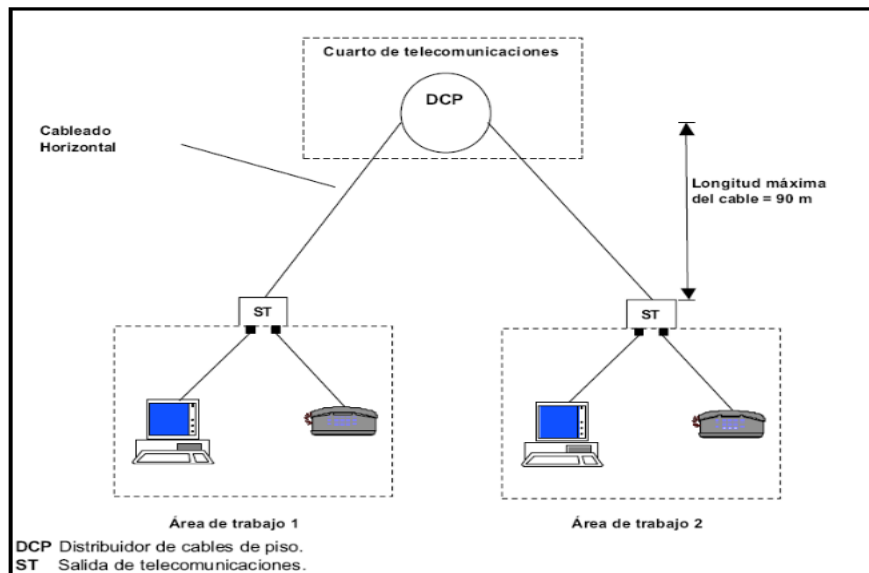 Cuarto de telecomunicaciones
DCP
Cableado
Horizontal
Longitud máxima
del cable = 90 m
ST
ST
Área de trabajo 1
Área de trabajo 2
DCP Distribuidor de cables de piso.
ST Salida de telecomunicaciones.